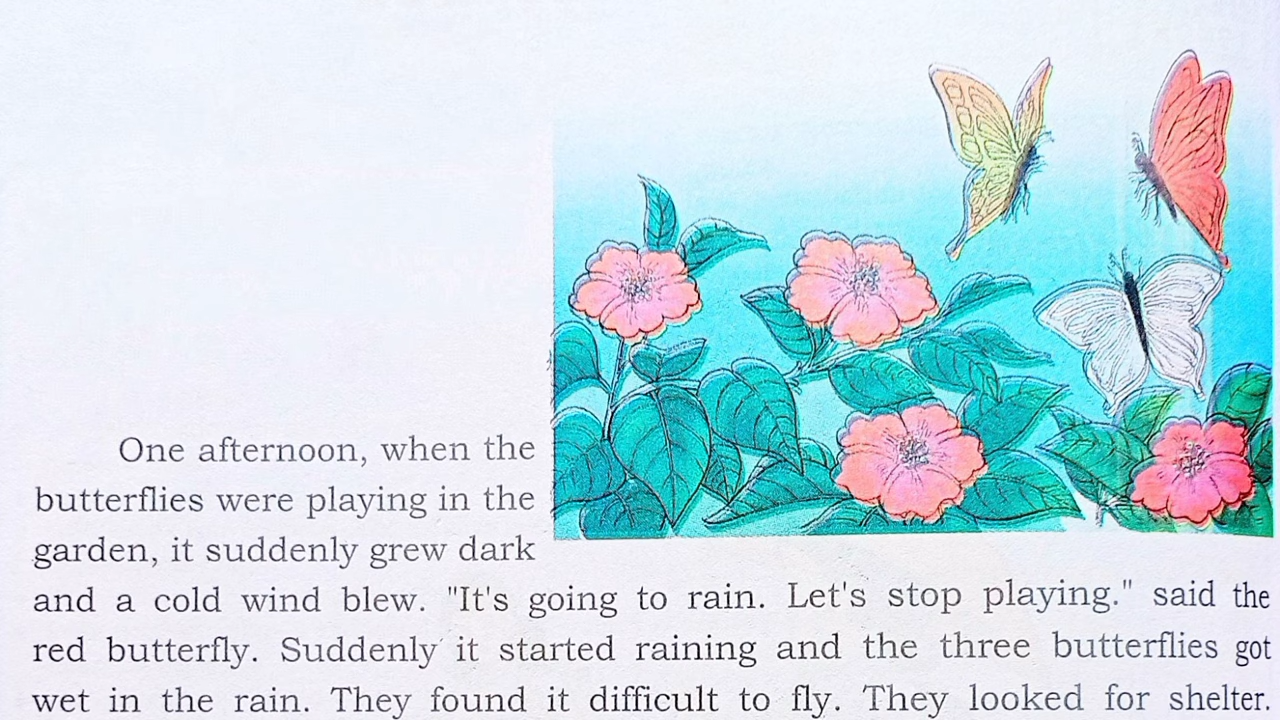 One afternoon, when the
butterflies were playing in the
garden, it suddenly grew dark
and a cold wind blew. "It's going to rain. Let's stop playing." said the
red butterfly. Suddenly it started raining and the three butterflies got
wet in the rain. They found it difficult to fly. They looked for shelter.